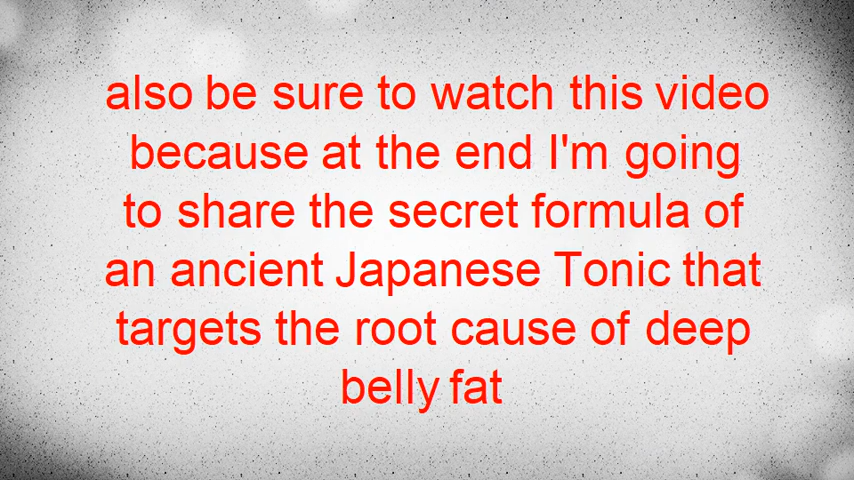 also be sure to watch this video
because at the end I'm going
to share the secret formula of
an ancient Japanese Tonic that
targets the root cause of deep
belly fat